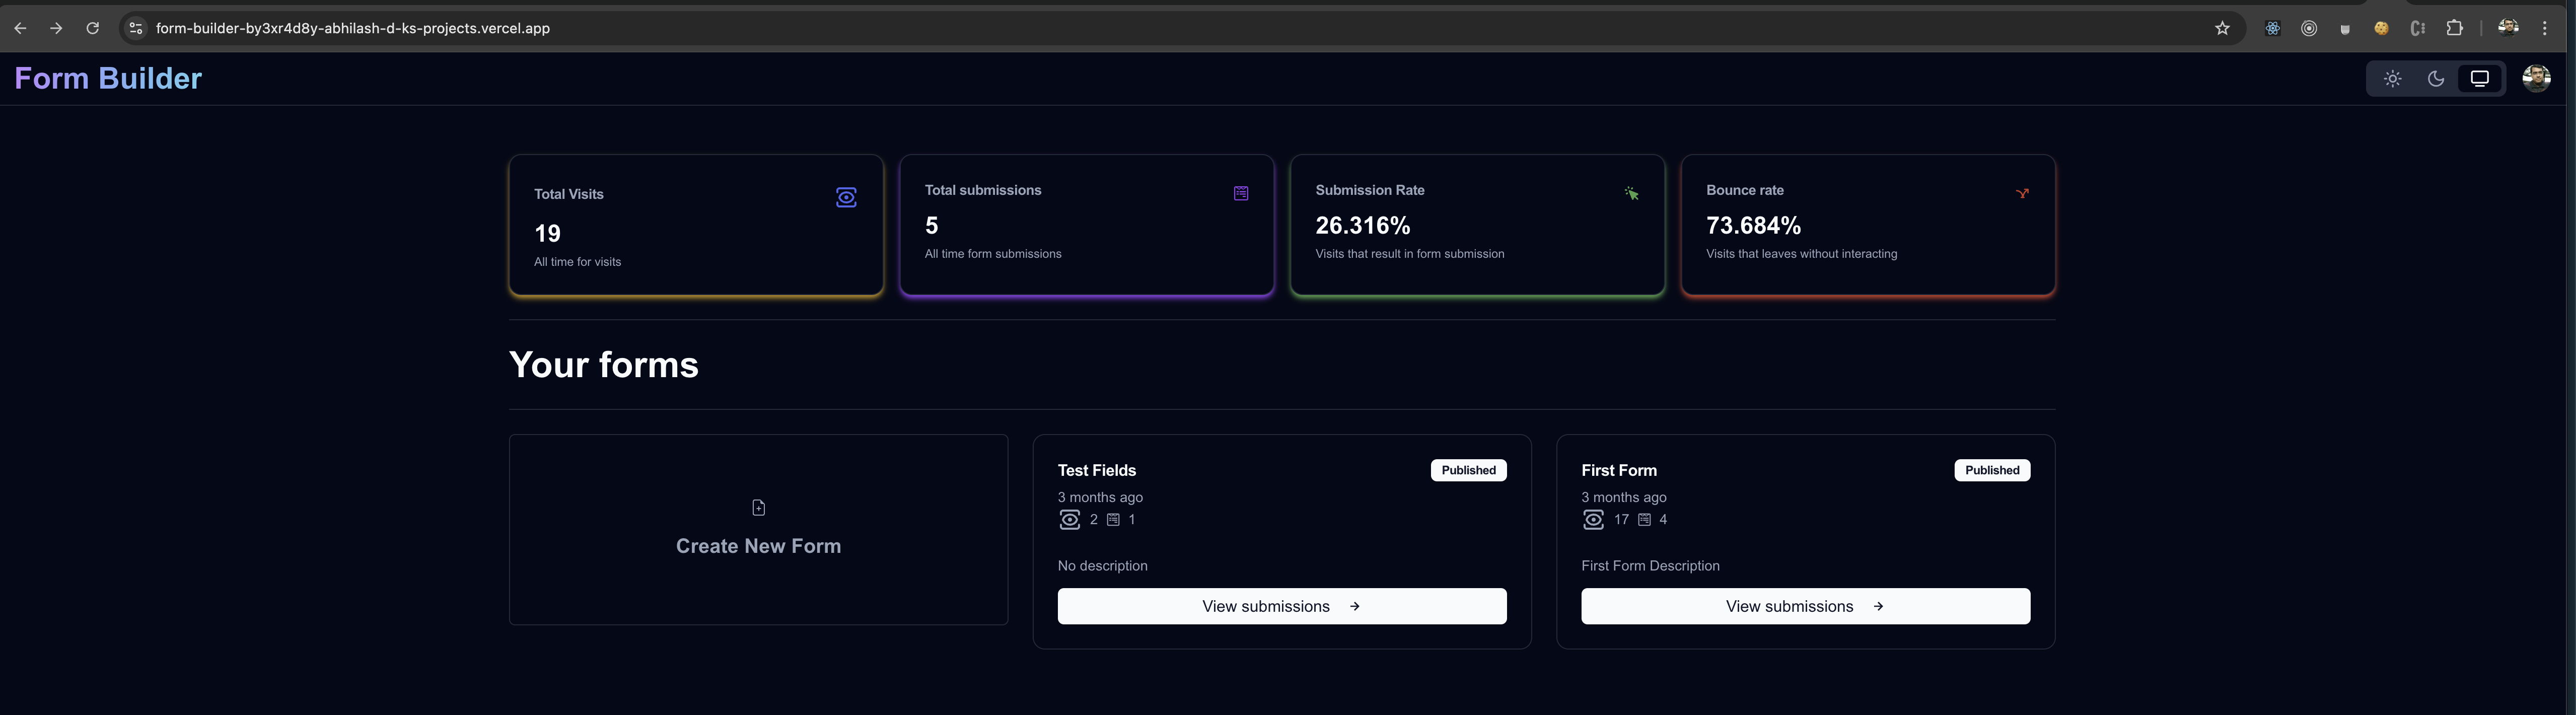 form-builder-by3xr4d8y-abhilash-d-ks-projects.vercel.app
Form Builder
Total Visits
19
All time for visits
Total submissions
5
All time form submissions
Submission Rate
26.316%
Visits that result in form submission
Bounce rate
73.684%
Visits that leaves without interacting
Your forms
Create New Form
Test Fields
Published
3 months ago
2 1
No description
View submissions
First Form
Published
3 months ago
17 4
First Form Description
View submissions